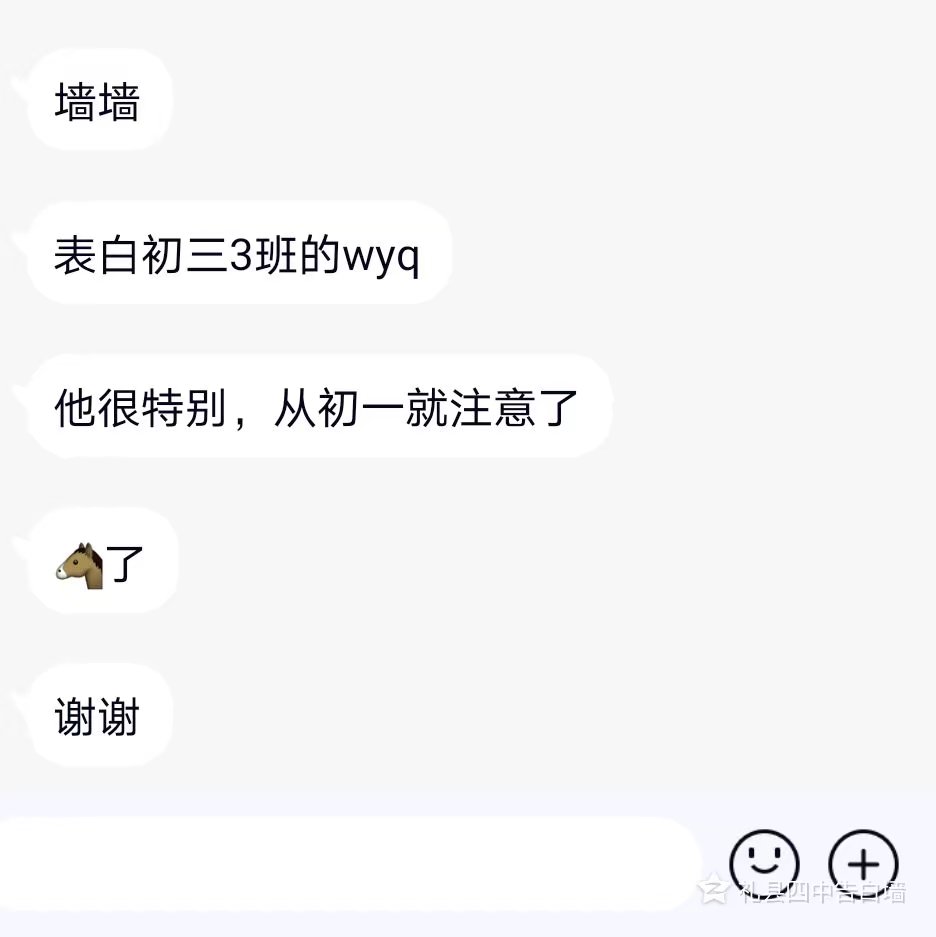 墙墙
表白初三3班的wyq
他很特别，从初一就注意了
🐴了
谢谢
礼县四中告白墙